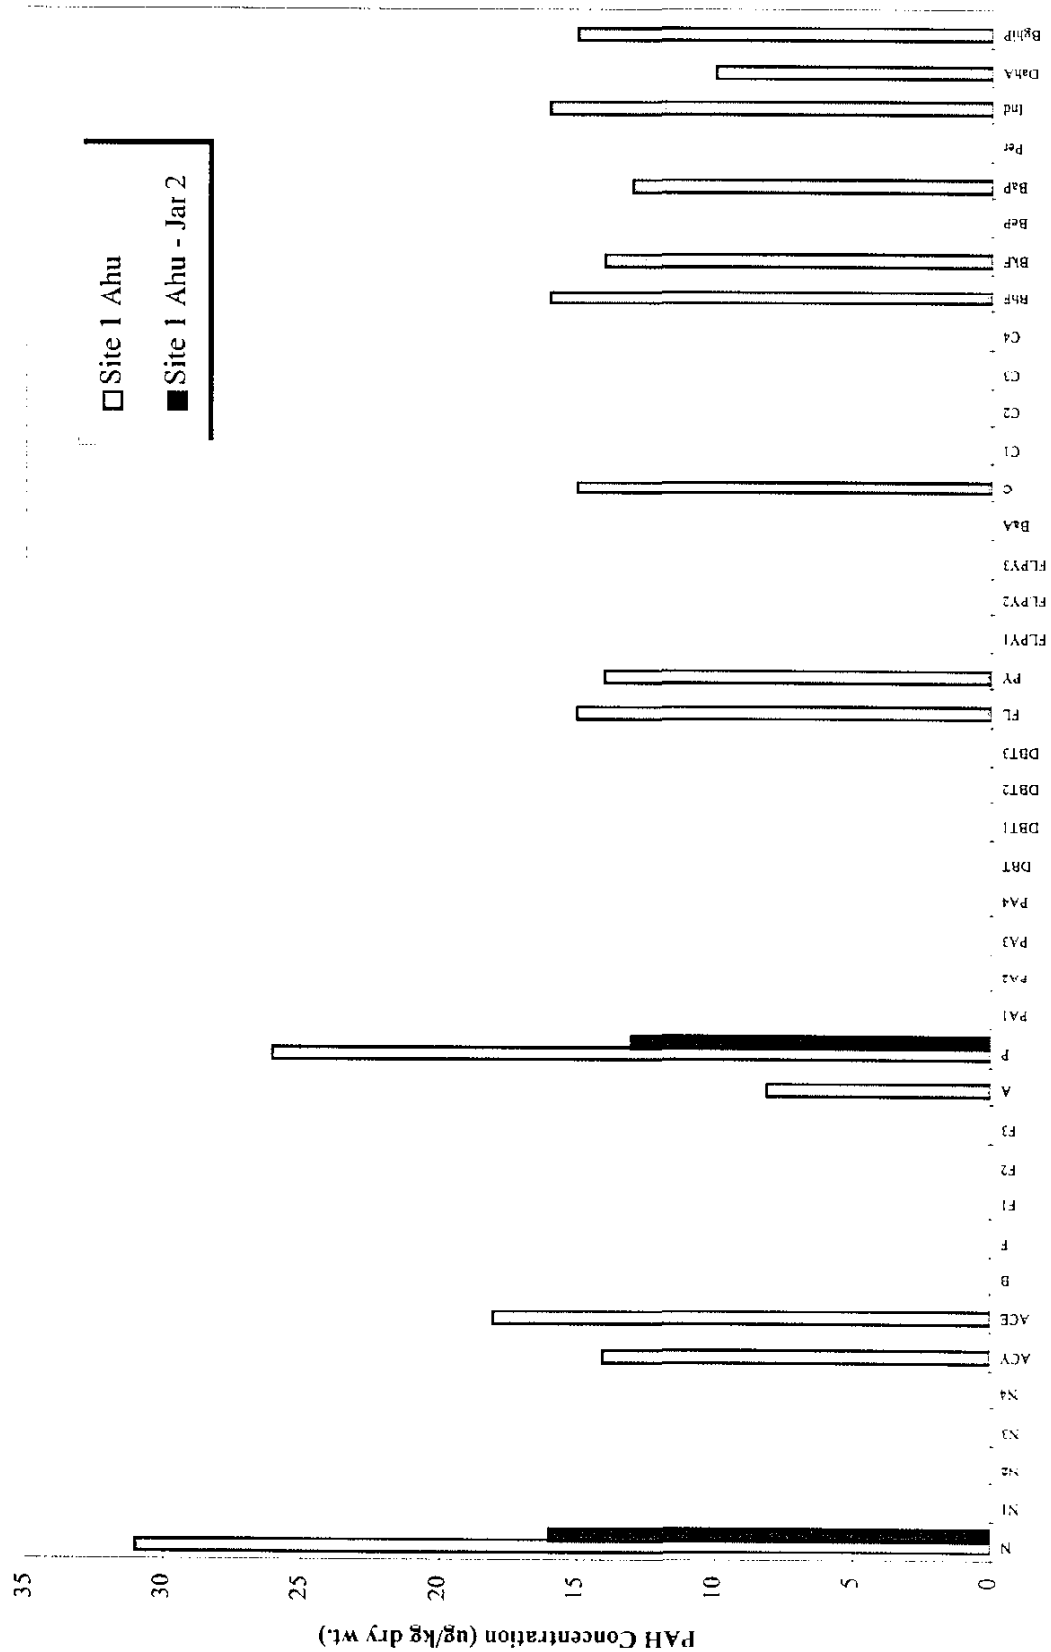 PAH Concentration (ug/kg dry wt.)
35
30
25
20
15
10
5
0
Site 1 Ahu
Site 1 Ahu - Jar 2
N
N1
N2
N3
N4
ACY
ACE
B
F
F1
F2
F3
A
P
PA1
PA2
PA3
PA4
DBT
DBT1
DBT2
DBT3
FL
PY
FLPY1
FLPY2
FLPY3
BaA
C
C1
C2
C3
C4
BbF
BkF
BeP
BaP
Per
Ind
DahA
BghiP